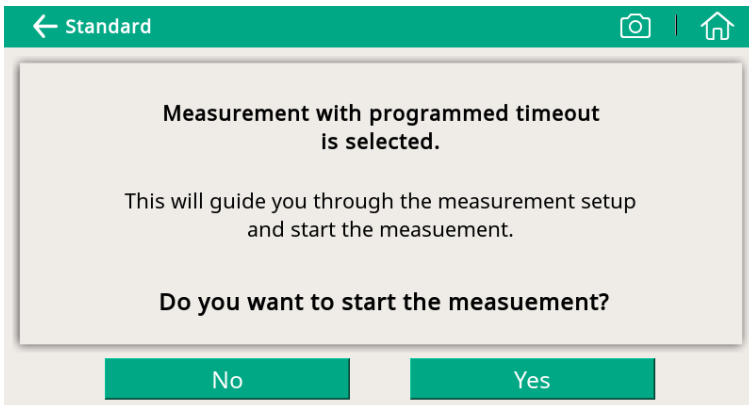 Standard
Measurement with programmed timeout
is selected.
This will guide you through the measurement setup
and start the measuement.
Do you want to start the measuement?
No
Yes